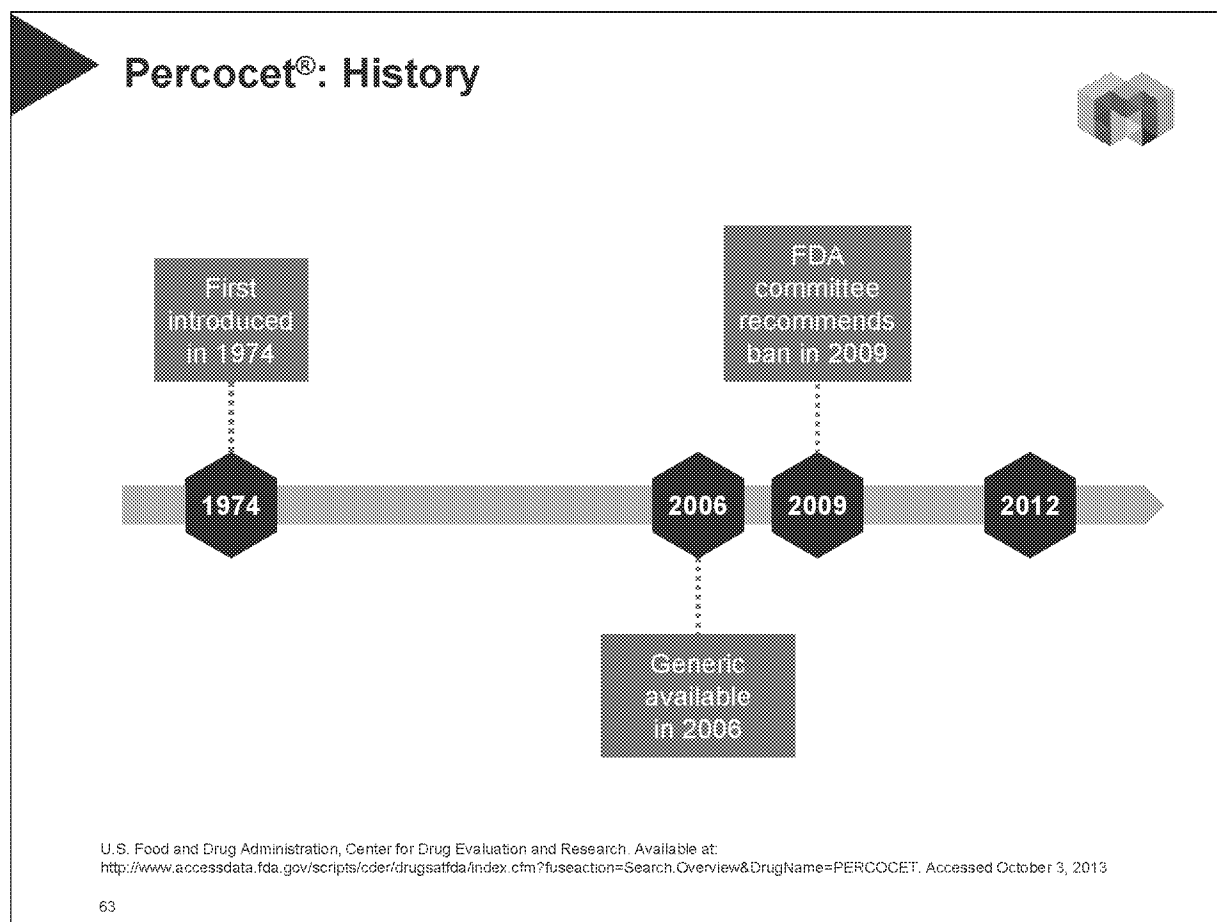 Percocet®: History
First
introduced
in 1974
FDA
committee
recommends
ban in 2009
1974
2006
2009
2012
Generic
available
in 2006
U.S. Food and Drug Administration, Center for Drug Evaluation and Research. Available at:
http://www.accessdata.fda.gov/scripts/cder/drugsatfda/index.cfm?fuseaction=Search.Overview&DrugName=PERCOCET. Accessed October 3, 2013
63